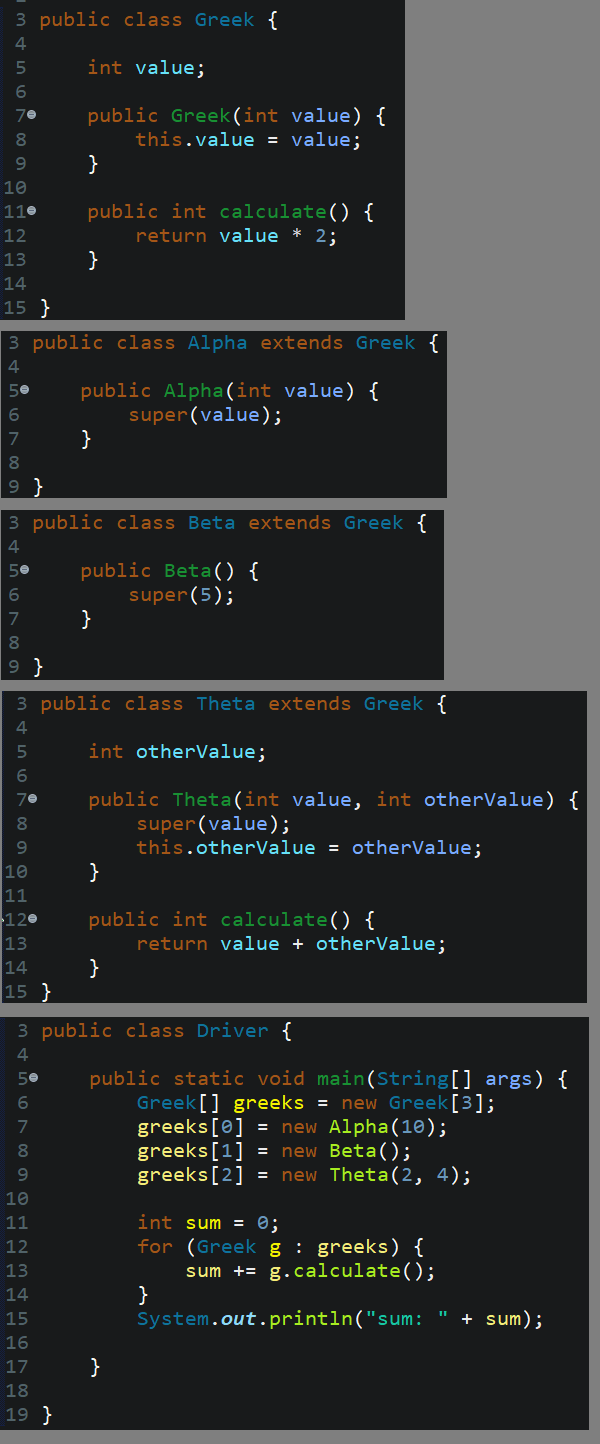 3 public class Greek {
4
5     int value;
6
7     public Greek(int value) {
8         this.value = value;
9     }
10
11     public int calculate() {
12         return value * 2;
13     }
14
15 }
3 public class Alpha extends Greek {
4
5     public Alpha(int value) {
6         super(value);
7     }
8
9 }
3 public class Beta extends Greek {
4
5     public Beta() {
6         super(5);
7     }
8
9 }
3 public class Theta extends Greek {
4
5     int otherValue;
6
7     public Theta(int value, int otherValue) {
8         super(value);
9         this.otherValue = otherValue;
10     }
11
12     public int calculate() {
13         return value + otherValue;
14     }
15 }
3 public class Driver {
4
5     public static void main(String[] args) {
6         Greek[] greeks = new Greek[3];
7         greeks[0] = new Alpha(10);
8         greeks[1] = new Beta();
9         greeks[2] = new Theta(2, 4);
10
11         int sum = 0;
12         for (Greek g : greeks) {
13             sum += g.calculate();
14         }
15         System.out.println("sum: " + sum);
16
17     }
18
19 }